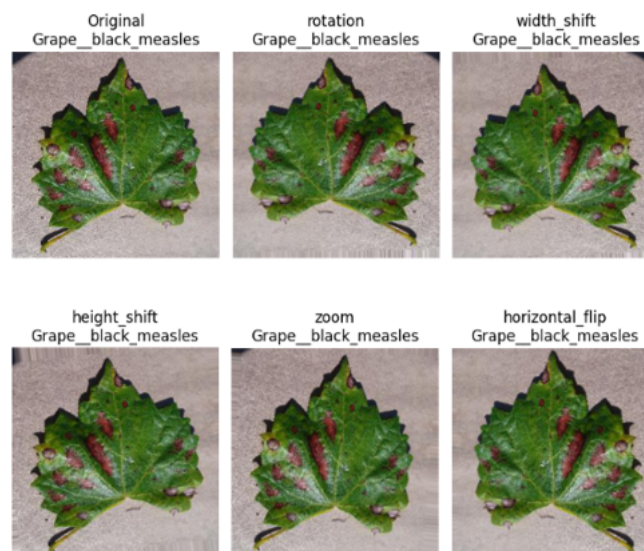 Original
Grape__black_measles
rotation
Grape__black_measles
width_shift
Grape__black_measles
height_shift
Grape__black_measles
zoom
Grape__black_measles
horizontal_flip
Grape__black_measles